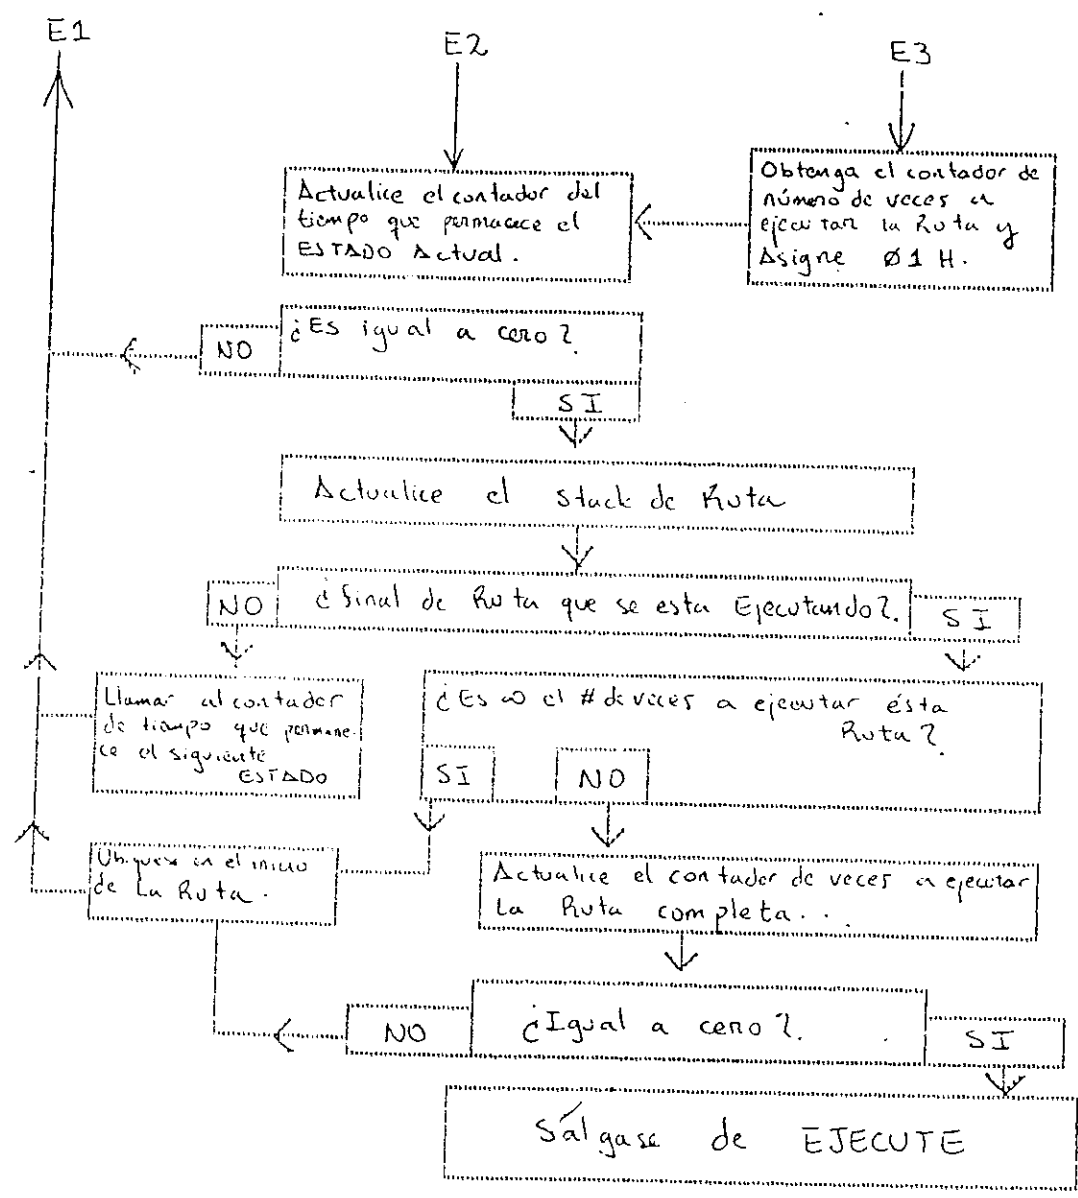 E1
E2
E3
Actualice el contador del
tiempo que permacece el
ESTADO Actual.
Obtenga el contador de
número de veces a
ejecutar la Ruta y
Asigne Ø1 H.
NO
¿Es igual a cero?
SI
Actualice el stack de Ruta
NO
¿Final de Ruta que se esta Ejecutando?
SI
Llamar al contador
de tiempo que permane-
ce el siguiente
ESTADO
¿Es ∞ el # de veces a ejecutar ésta
Ruta?
SI
NO
Ubiquese en el inicio
de La Ruta.
Actualice el contador de veces a ejecutar
La Ruta completa..
NO
¿Igual a cero?
SI
Sálgase de EJECUTE